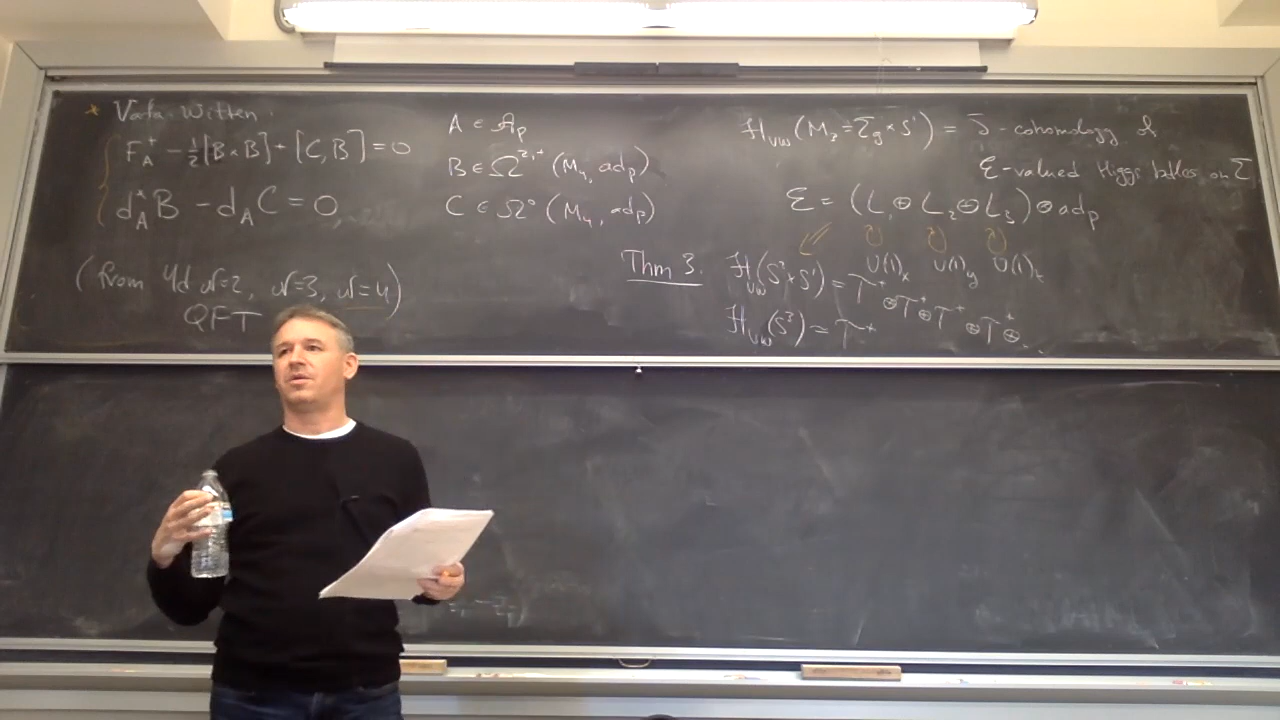 * Vafa-Witten.
F_A^+ - 1/2 [B×B] + [C,B] = 0
d_A^* B - d_A C = 0,
(from 4d N=2, N=3, N=4)
QFT
A ∈ 𝒜_P
B ∈ Ω^{2,+} (M_4, ad_P)
C ∈ Ω^0 (M_4, ad_P)
H_vw (M_3 = Σ_g × S^1) = -cohomology of
ℰ-valued Higgs bdles on Σ
ℰ = (L_1 ⊕ L_2 ⊕ L_3) ⊗ ad_P
U(1)_x U(1)_y U(1)_t
Thm 3. H_vw (S^2 × S^1) = T^+ ⊕ T^+ ⊕ T^+ ⊕ T^+ ⊕ ...
H_vw (S^3) = T^+